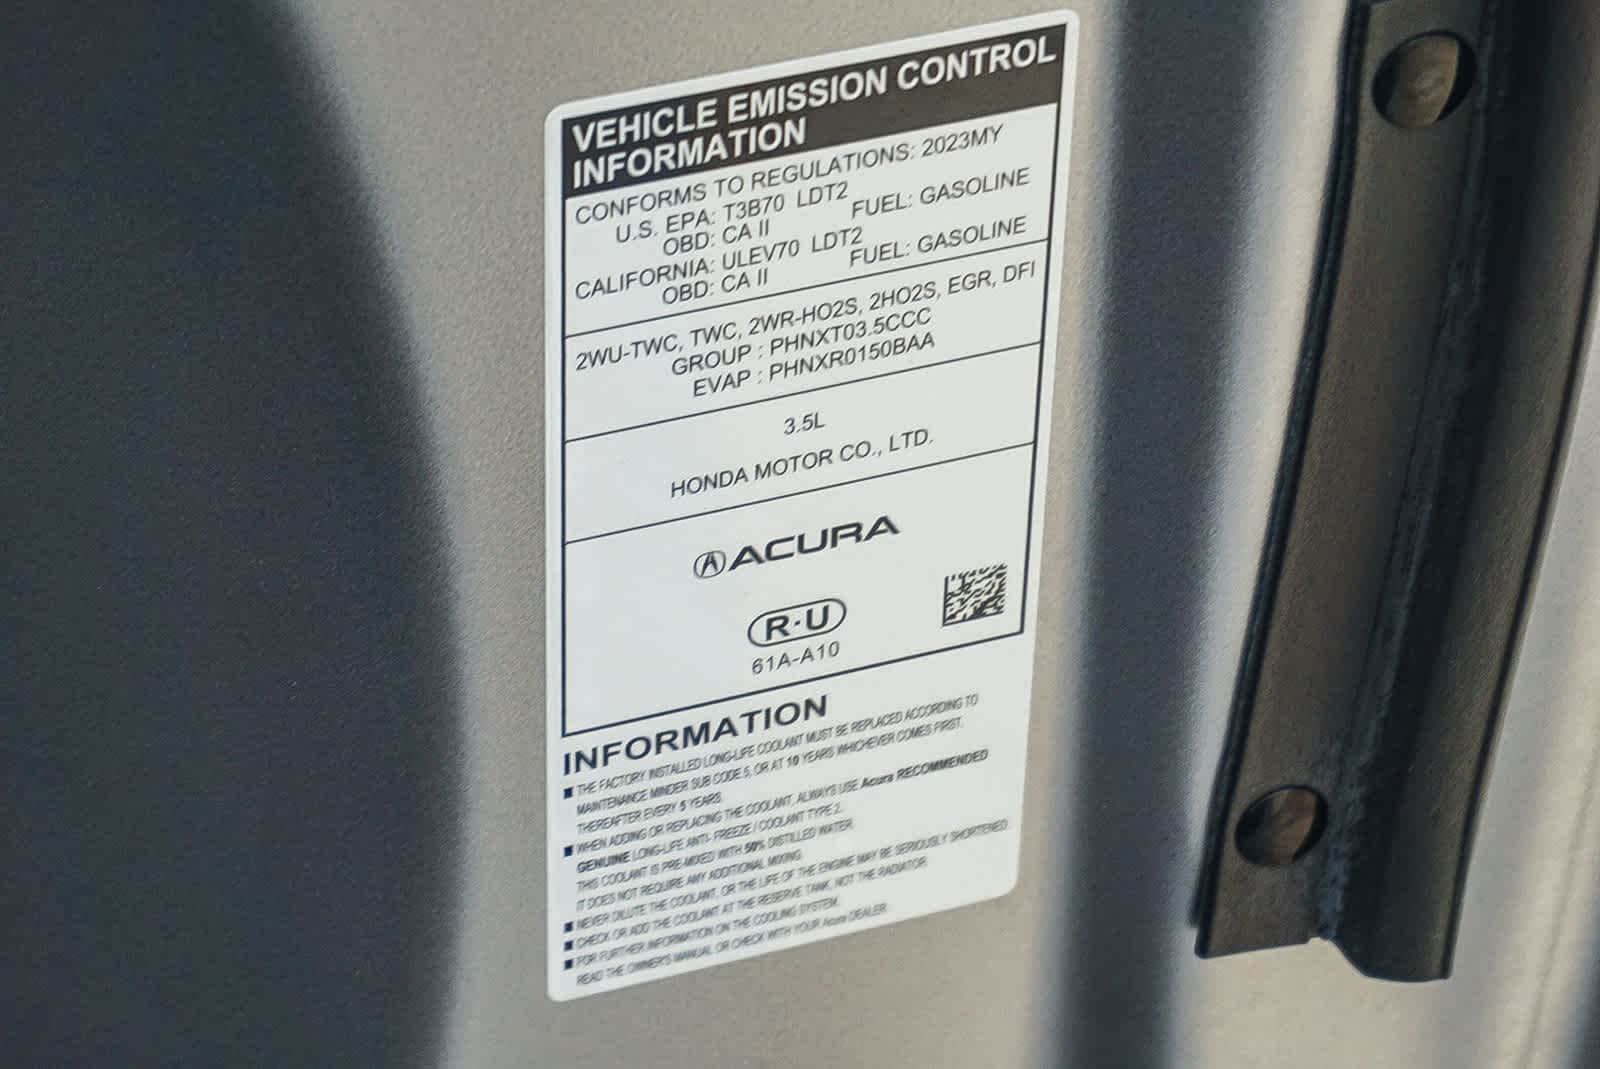 VEHICLE EMISSION CONTROL
INFORMATION
CONFORMS TO REGULATIONS: 2023MY
U.S. EPA: T3B70 LDT2
OBD: CA II FUEL: GASOLINE
CALIFORNIA: ULEV70 LDT2
OBD: CA II FUEL: GASOLINE
2WU-TWC, TWC, 2WR-HO2S, 2HO2S, EGR, DFI
GROUP : PHNXT03.5CCC
EVAP : PHNXR0150BAA
3.5L
HONDA MOTOR CO., LTD.
ACURA
R·U
61A-A10
INFORMATION
■ THE FACTORY INSTALLED LONG-LIFE COOLANT MUST BE REPLACED ACCORDING TO
MAINTENANCE MINDER SUB CODE 5, OR AT 10 YEARS WHICHEVER COMES FIRST.
THEREAFTER EVERY 5 YEARS.
■ WHEN ADDING OR REPLACING THE COOLANT, ALWAYS USE Acura RECOMMENDED
GENUINE LONG-LIFE ANTI-FREEZE / COOLANT TYPE 2.
THIS COOLANT IS PRE-MIXED WITH 50% DISTILLED WATER.
IT DOES NOT REQUIRE ANY ADDITIONAL MIXING.
■ NEVER DILUTE THE COOLANT, OR THE LIFE OF THE ENGINE MAY BE SERIOUSLY SHORTENED.
■ CHECK OR ADD THE COOLANT AT THE RESERVE TANK, NOT THE RADIATOR.
■ FOR FURTHER INFORMATION ON THE COOLING SYSTEM,
READ THE OWNER'S MANUAL OR CHECK WITH YOUR Acura DEALER.